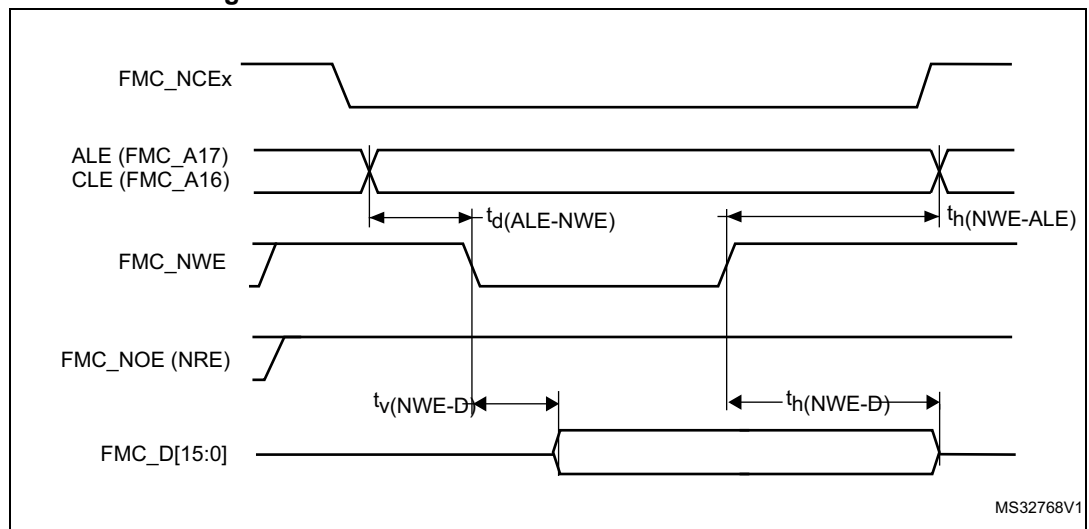 FMC_NCEx
ALE (FMC_A17)
CLE (FMC_A16)
td(ALE-NWE)
th(NWE-ALE)
FMC_NWE
FMC_NOE (NRE)
tv(NWE-D)
th(NWE-D)
FMC_D[15:0]
MS32768V1